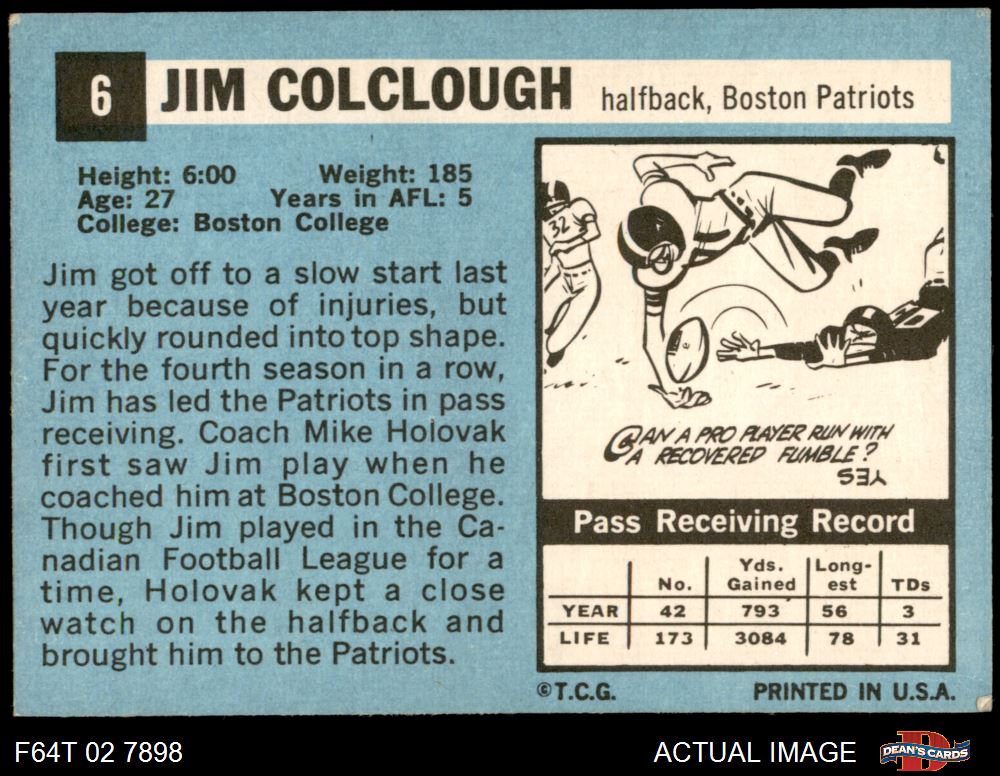 6 JIM COLCLOUGH halfback, Boston Patriots
Height: 6:00 Weight: 185
Age: 27 Years in AFL: 5
College: Boston College
Jim got off to a slow start last
year because of injuries, but
quickly rounded into top shape.
For the fourth season in a row,
Jim has led the Patriots in pass
receiving. Coach Mike Holovak
first saw Jim play when he
coached him at Boston College.
Though Jim played in the Ca-
nadian Football League for a
time, Holovak kept a close
watch on the halfback and
brought him to the Patriots.
32
CAN A PRO PLAYER RUN WITH
A RECOVERED FUMBLE?
YES
Pass Receiving Record
No. Yds. Gained Long-est TDs
YEAR 42 793 56 3
LIFE 173 3084 78 31
©T.C.G. PRINTED IN U.S.A.
F64T 02 7898 ACTUAL IMAGE D DEAN'S CARDS